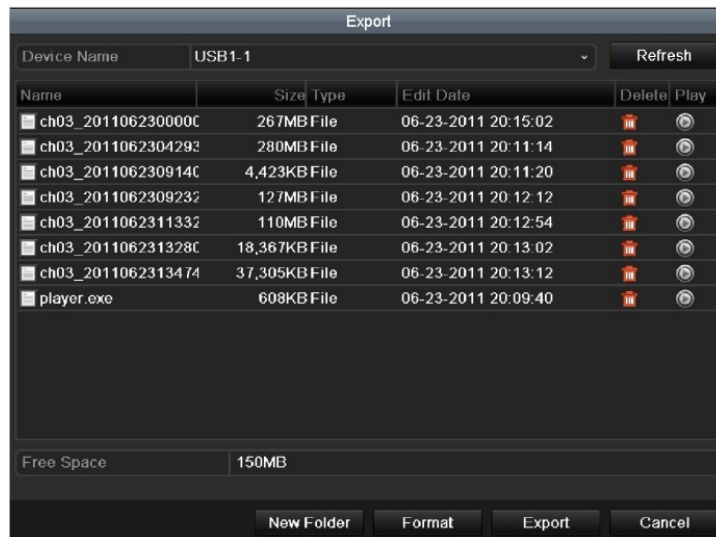 Export
Device Name USB1-1 Refresh
Name Size Type Edit Date Delete Play
ch03_2011062300000 267MB File 06-23-2011 20:15:02
ch03_2011062304293 280MB File 06-23-2011 20:11:14
ch03_2011062309140 4,423KB File 06-23-2011 20:11:20
ch03_2011062309232 127MB File 06-23-2011 20:12:12
ch03_2011062311332 110MB File 06-23-2011 20:12:54
ch03_2011062313280 18,367KB File 06-23-2011 20:13:02
ch03_2011062313474 37,305KB File 06-23-2011 20:13:12
player.exe 608KB File 06-23-2011 20:09:40
Free Space 150MB
New Folder Format Export Cancel